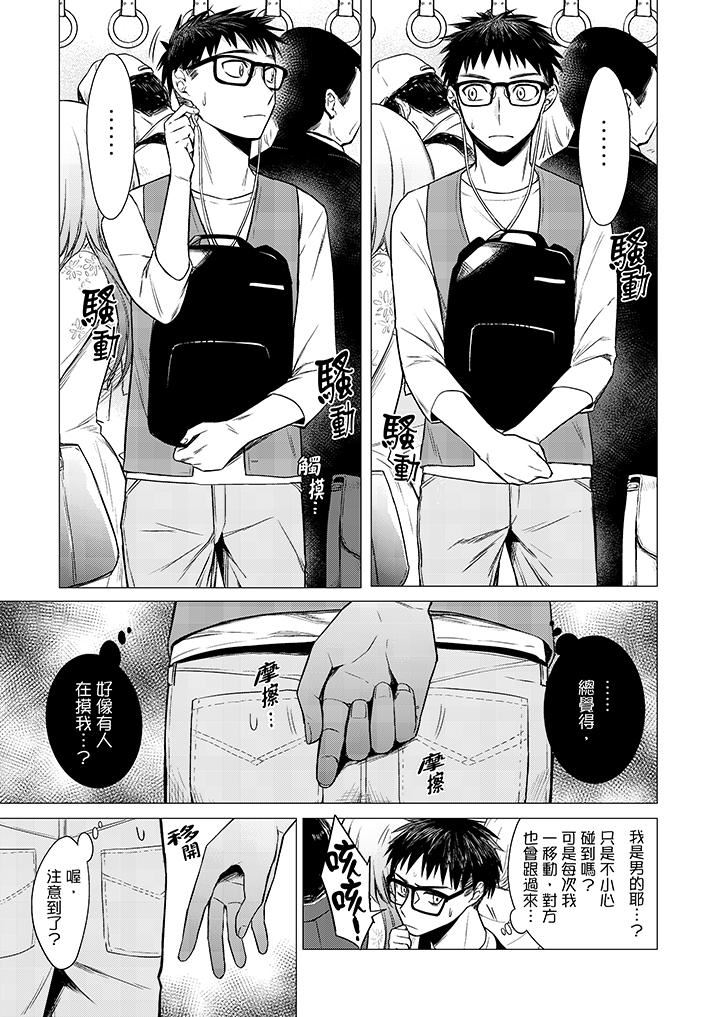 ……
騷動
騷動
……
騷動
觸摸…
騷動
……
總覺得，
摩擦…
摩擦
好像有人
在摸我…？
我是男的耶…？
只是不小心
碰到嗎？
可是每次我
一移動，對方
也會跟過來…
咳咳！
移開
喔，
注意到了？